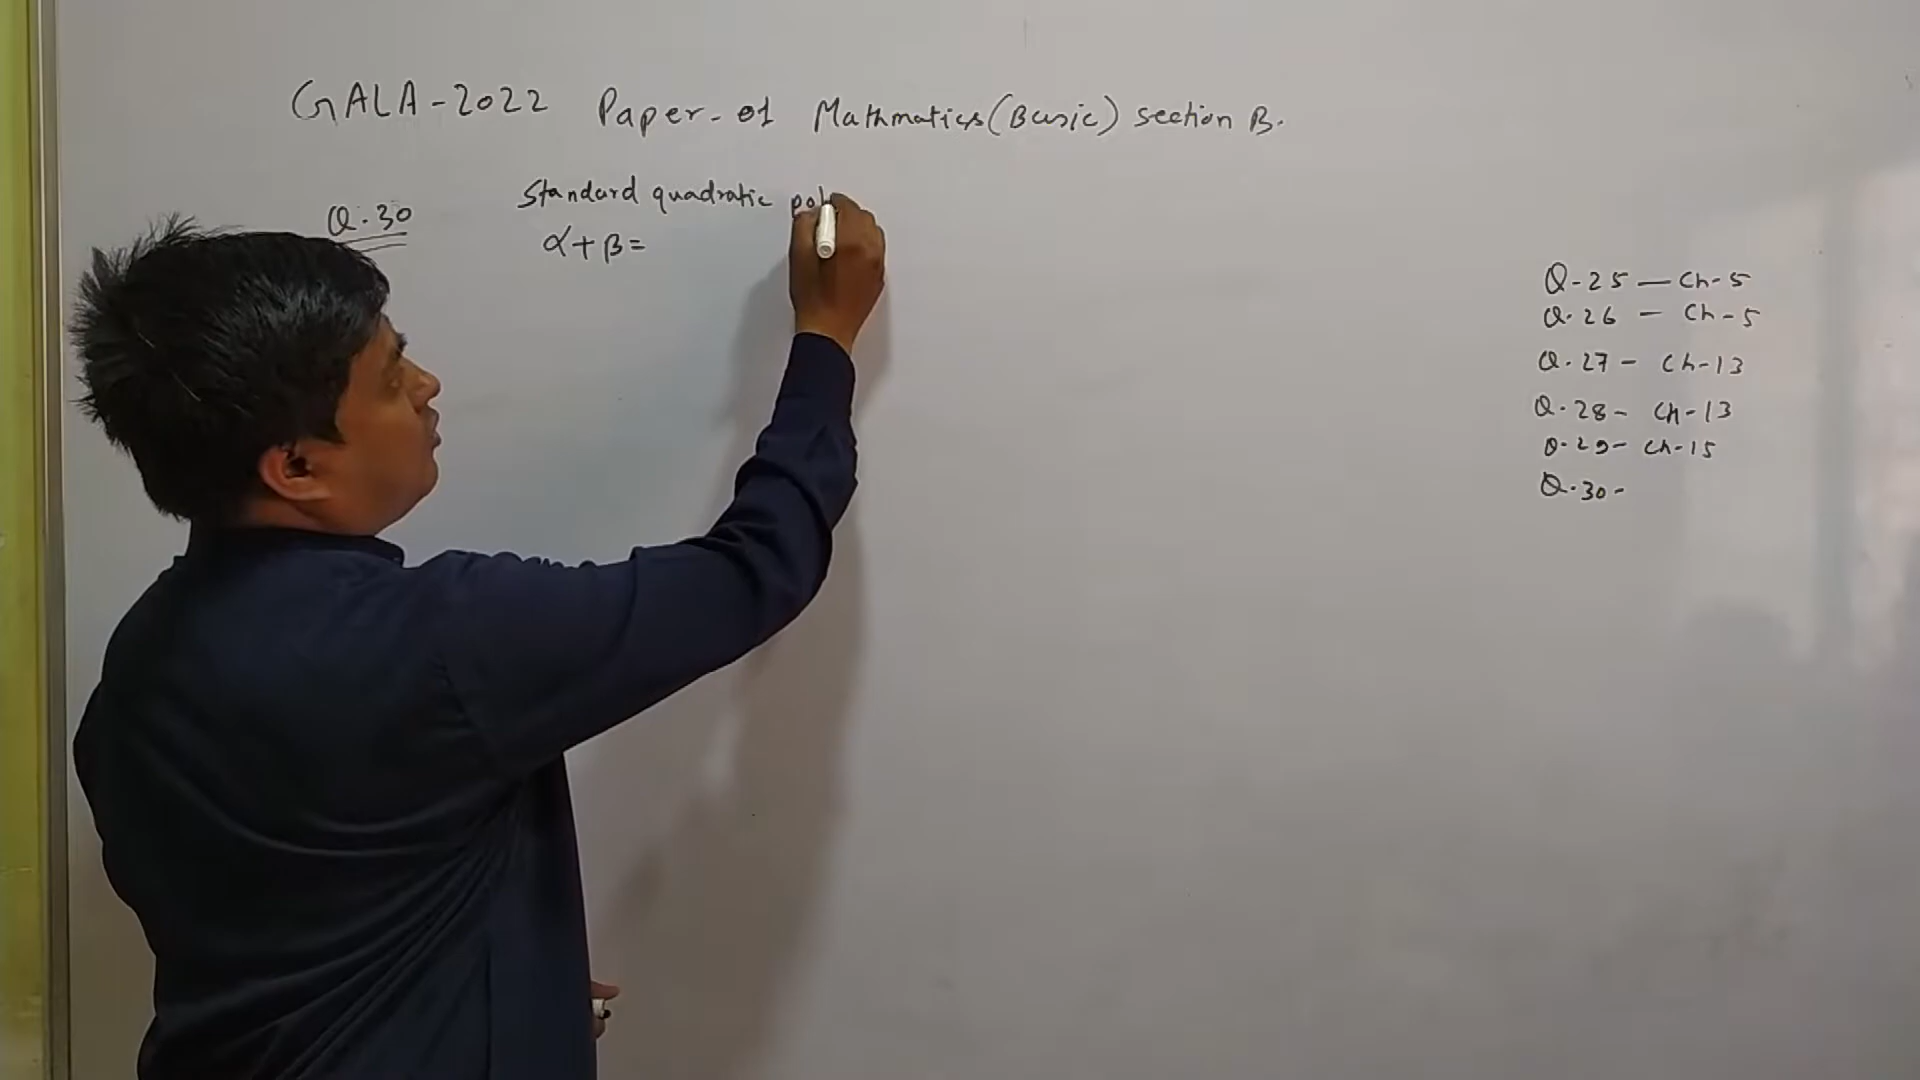 GALA-2022 Paper-of Mathmatics (Basic) section B.
Q.30
Standard quadratic pol
α+β=
Q-25 — Ch-5
Q.26 - Ch-5
Q.27- Ch-13
Q.28- Ch-13
Q.29- Ch-15
Q.30-